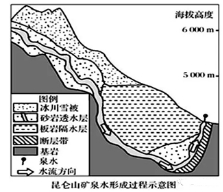 海拔高度
6 000 m
5 000 m
图例
冰川雪被
砂岩透水层
板岩隔水层
断层带
基岩
泉水
水流方向
昆仑山矿泉水形成过程示意图